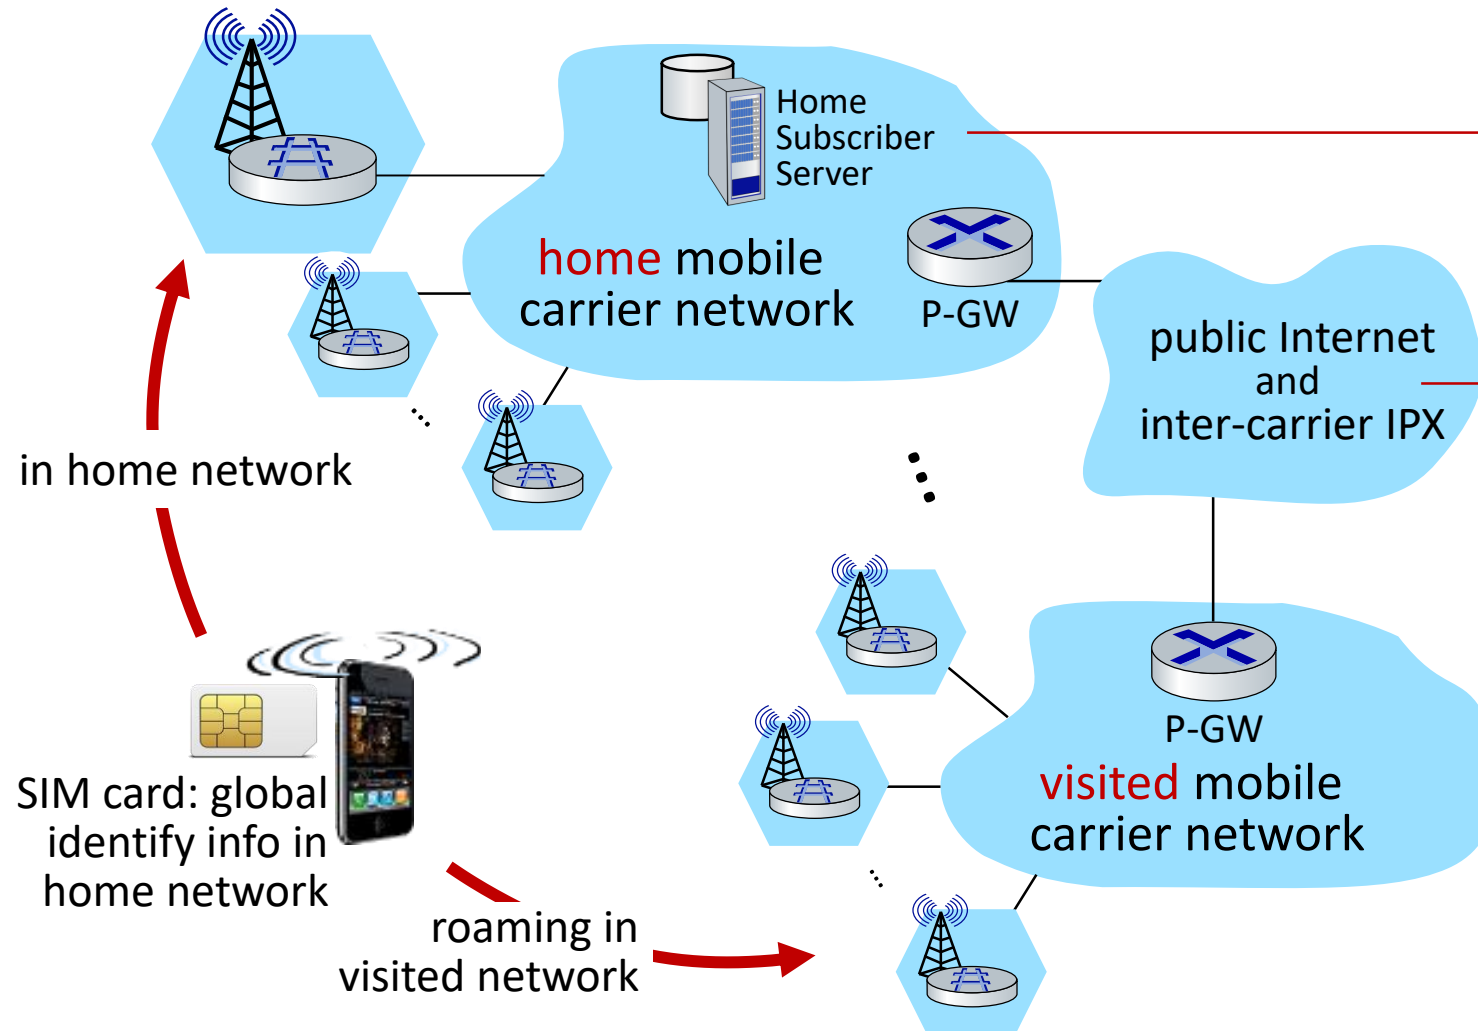 Home
Subscriber
Server
home mobile
carrier network
P-GW
public Internet
and
inter-carrier IPX
in home network
SIM card: global
identify info in
home network
P-GW
visited mobile
carrier network
roaming in
visited network